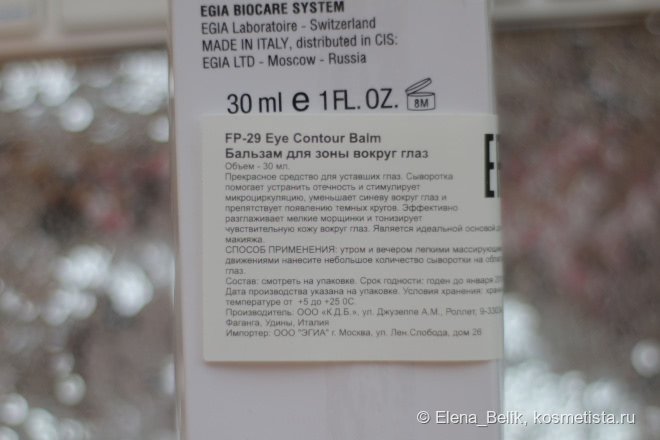 EGIA BIOCARE SYSTEM
EGIA Laboratoire - Switzerland
MADE IN ITALY, distributed in CIS:
EGIA LTD - Moscow - Russia
30 ml e 1FL. OZ. 8M
FP-29 Eye Contour Balm
Бальзам для зоны вокруг глаз
Объем - 30 мл.
Прекрасное средство для уставших глаз. Сыворотка
помогает устранить отечность и стимулирует
микроциркуляцию, уменьшает синеву вокруг глаз и
препятствует появлению темных кругов. Эффективно
разглаживает мелкие морщинки и тонизирует
чувствительную кожу вокруг глаз. Является идеальной основой
макияжа.
СПОСОБ ПРИМЕНЕНИЯ: утром и вечером легкими массирующи
движениями нанесите небольшое количество сыворотки на
глаз.
Состав: смотреть на упаковке. Срок годности: годен до января
Дата производства указана на упаковке. Условия хранения:
температуре от +5 до +25 0С.
Производитель: ООО «К.Д.Б.», ул. Джузеппе А.М., Роллет,
Фаганга, Удины, Италия
Импортер: ООО "ЭГИА" г. Москва, ул. Лен.Слобода, дом 26
© Elena_Belik, kosmetista.ru